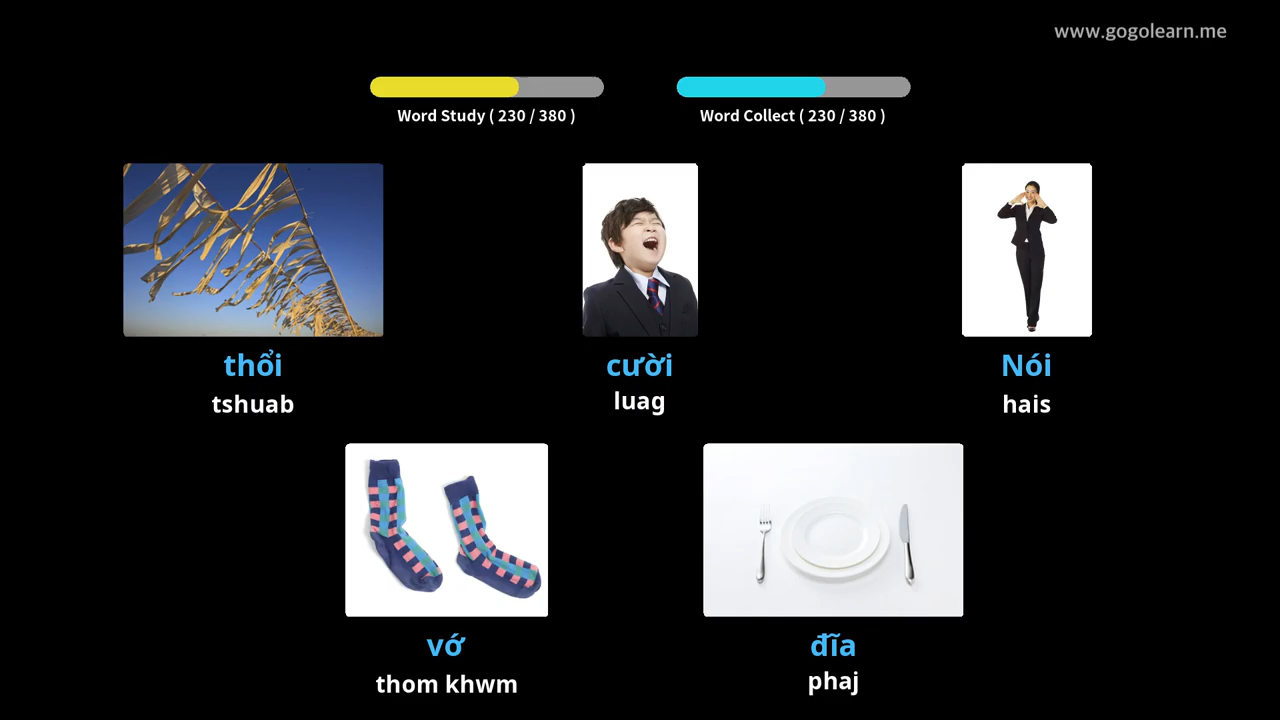 www.gogolearn.me
Word Study ( 230 / 380 )
Word Collect ( 230 / 380 )
thổi
tshuab
cười
luag
Nói
hais
vớ
thom khwm
đĩa
phaj